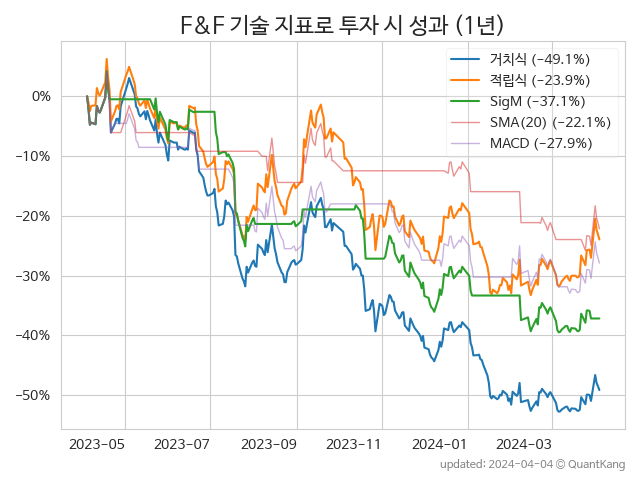 F&F 기술 지표로 투자 시 성과 (1년)
거치식 (−49.1%)
적립식 (−23.9%)
SigM (−37.1%)
SMA(20) (−22.1%)
MACD (−27.9%)
0%
−10%
−20%
−30%
−40%
−50%
2023−05 2023−07 2023−09 2023−11 2024−01 2024−03
updated: 2024-04-04 © QuantKang